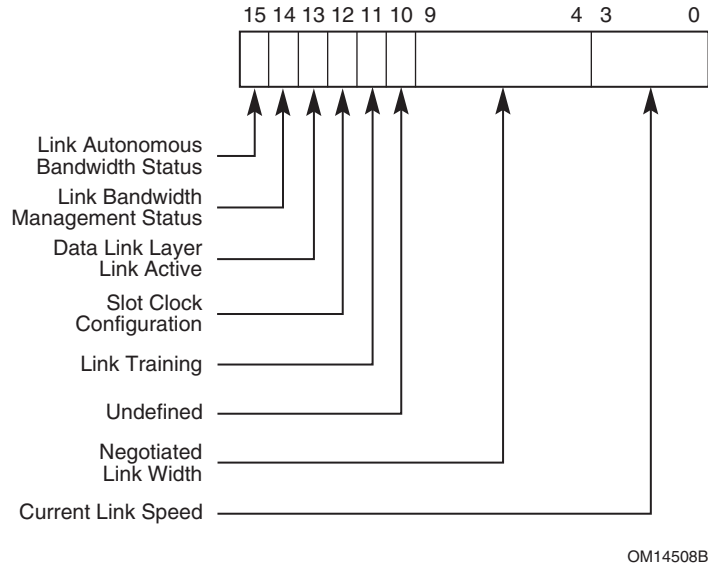 15 14 13 12 11 10 9 4 3 0
Link Autonomous
Bandwidth Status
Link Bandwidth
Management Status
Data Link Layer
Link Active
Slot Clock
Configuration
Link Training
Undefined
Negotiated
Link Width
Current Link Speed
OM14508B